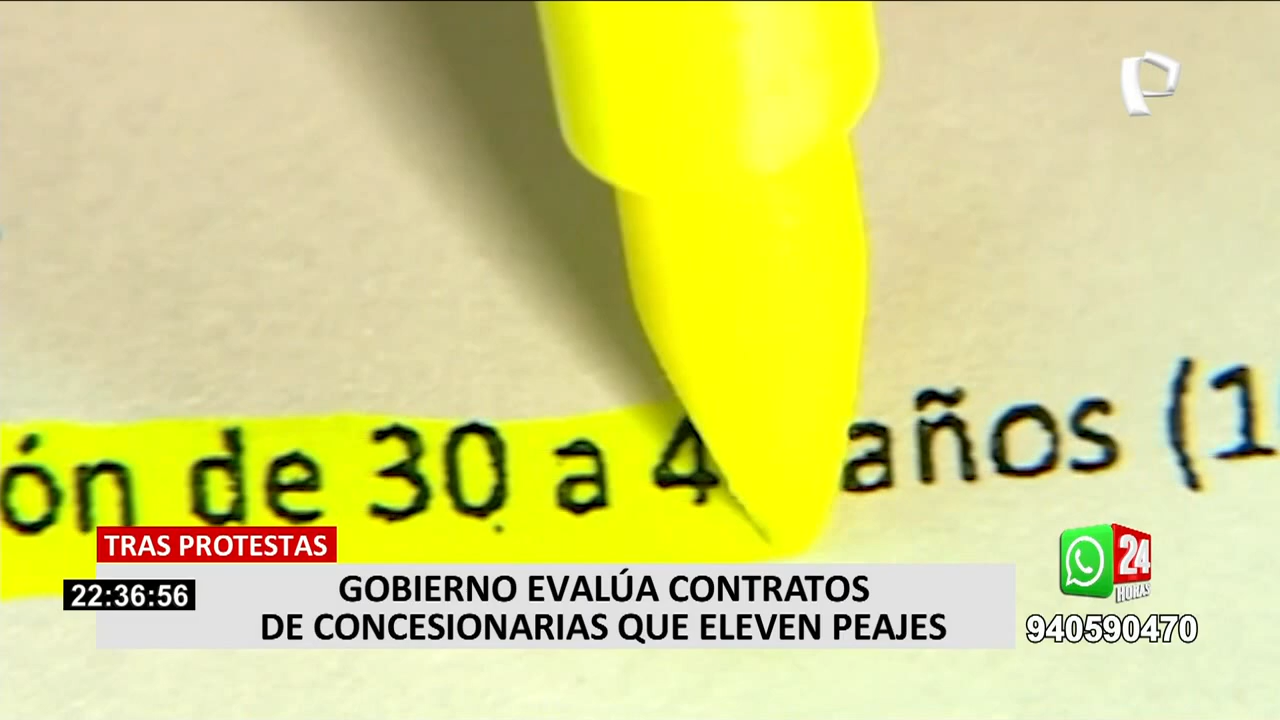 ón de 30 a 4 años (1
TRAS PROTESTAS
22:36:56
GOBIERNO EVALÚA CONTRATOS
DE CONCESIONARIAS QUE ELEVEN PEAJES
24
HORAS
940590470